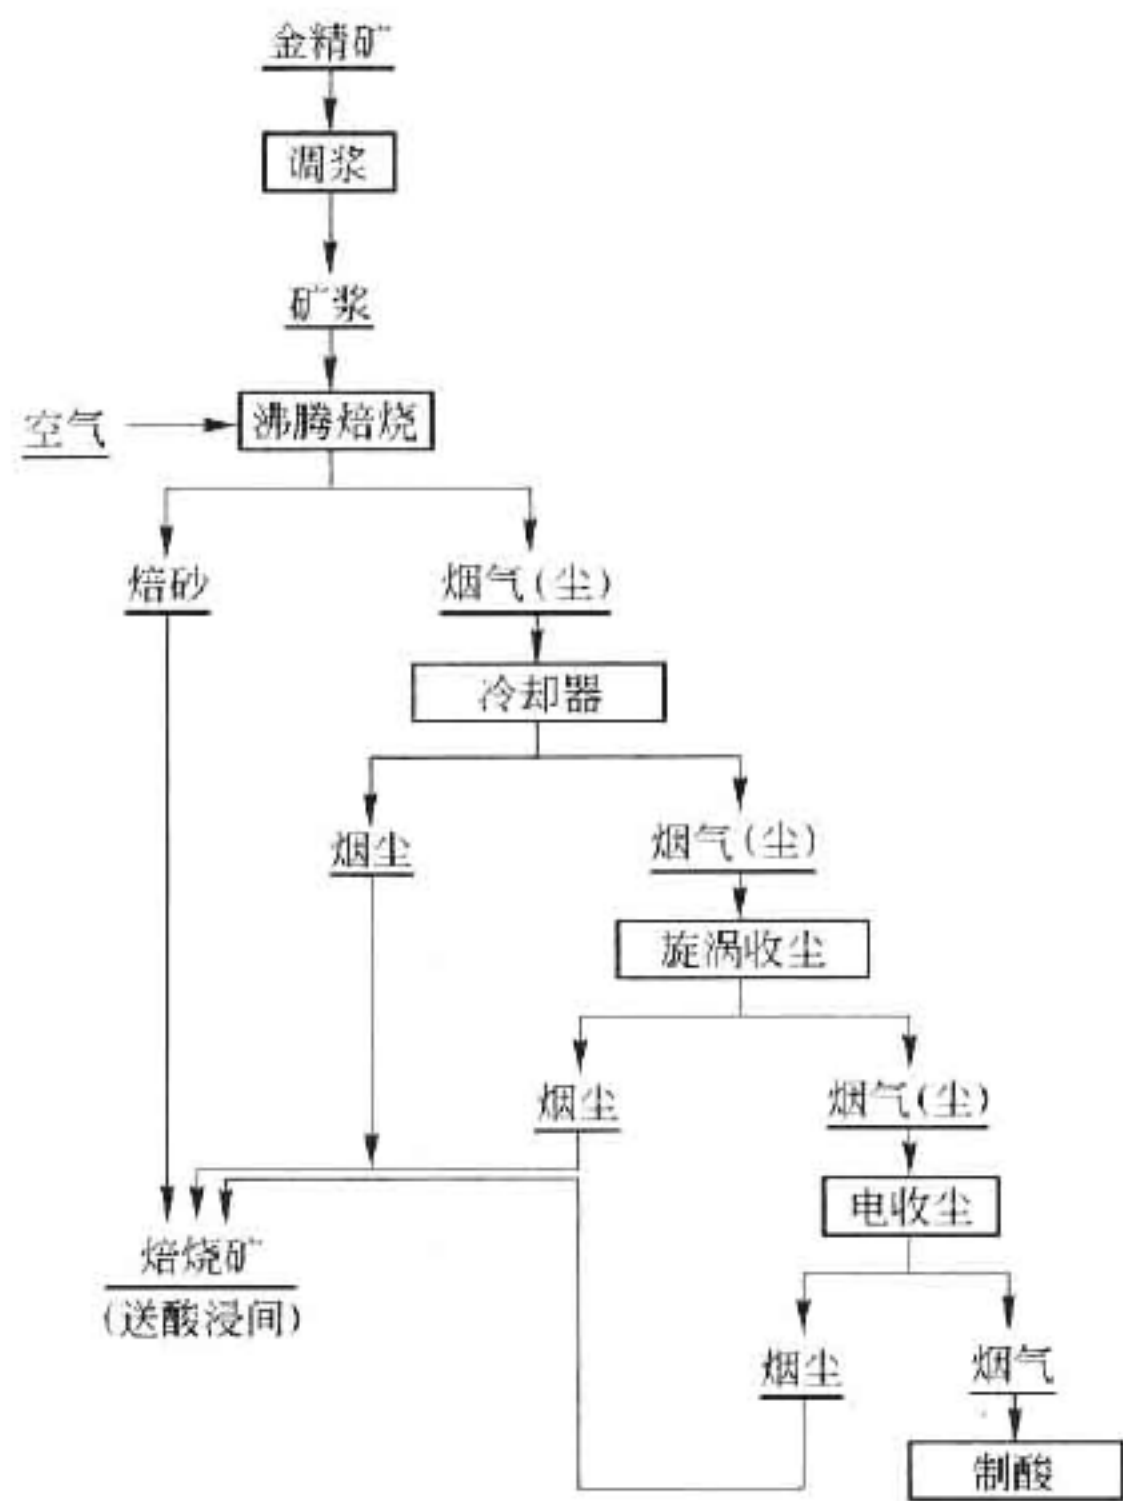 金精矿
调浆
矿浆
空气
沸腾焙烧
焙砂
烟气(尘)
冷却器
烟尘
烟气(尘)
旋涡收尘
烟尘
烟气(尘)
电收尘
焙烧矿
(送酸浸间)
烟尘
烟气
制酸